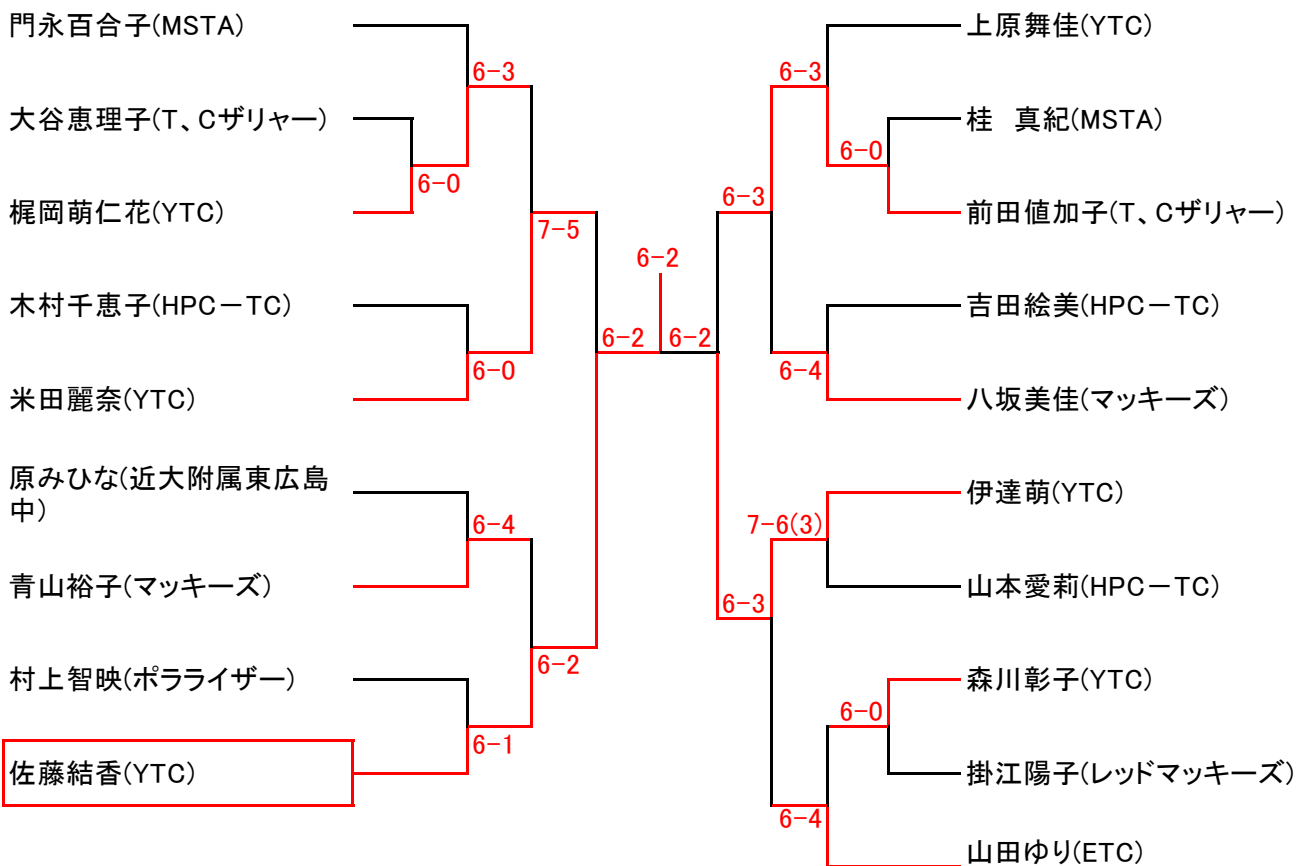 門永百合子(MSTA)
6-3
大谷恵理子(T、Cザリャー)
6-0
梶岡萌仁花(YTC)
7-5
木村千恵子(HPC－TC)
6-0
米田麗奈(YTC)
6-2
原みひな(近大附属東広島
中)
6-4
青山裕子(マッキーズ)
6-2
村上智映(ポラライザー)
6-1
佐藤結香(YTC)
6-2
上原舞佳(YTC)
6-3
桂　真紀(MSTA)
6-0
前田値加子(T、Cザリャー)
6-3
吉田絵美(HPC－TC)
6-4
八坂美佳(マッキーズ)
6-2
伊達萌(YTC)
7-6(3)
山本愛莉(HPC－TC)
6-3
森川彰子(YTC)
6-0
掛江陽子(レッドマッキーズ)
6-4
山田ゆり(ETC)